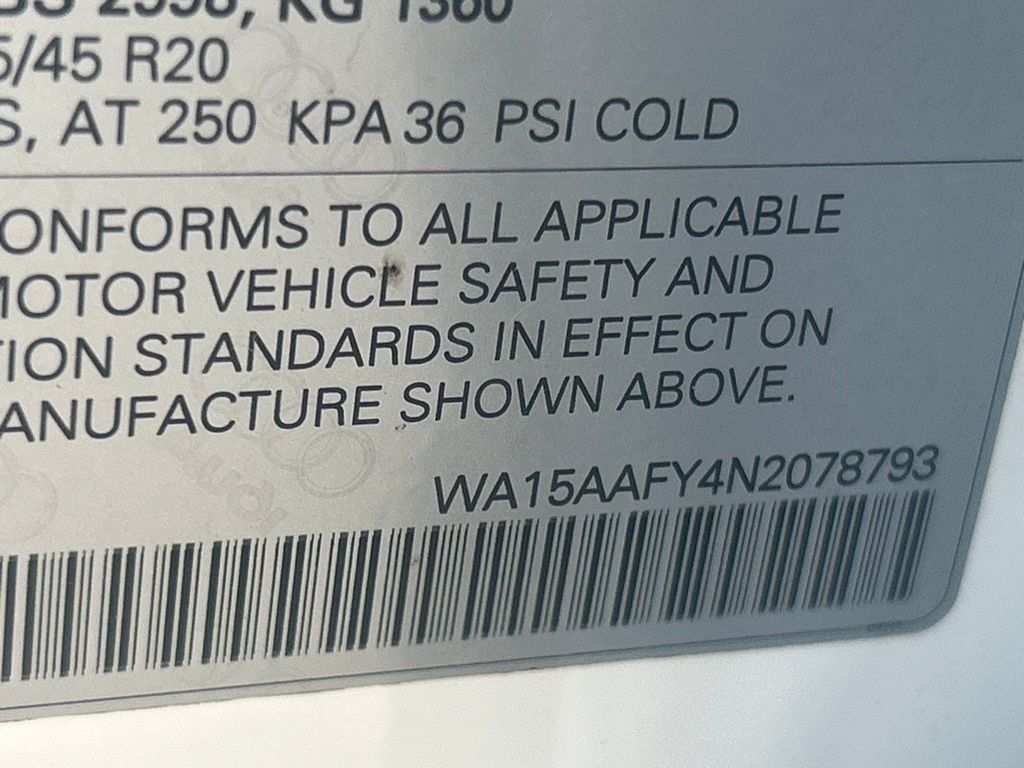 2998, KG 1360
5/45 R20
S, AT 250 KPA 36 PSI COLD
ONFORMS TO ALL APPLICABLE
MOTOR VEHICLE SAFETY AND
TION STANDARDS IN EFFECT ON
ANUFACTURE SHOWN ABOVE.
WA15AAFY4N2078793